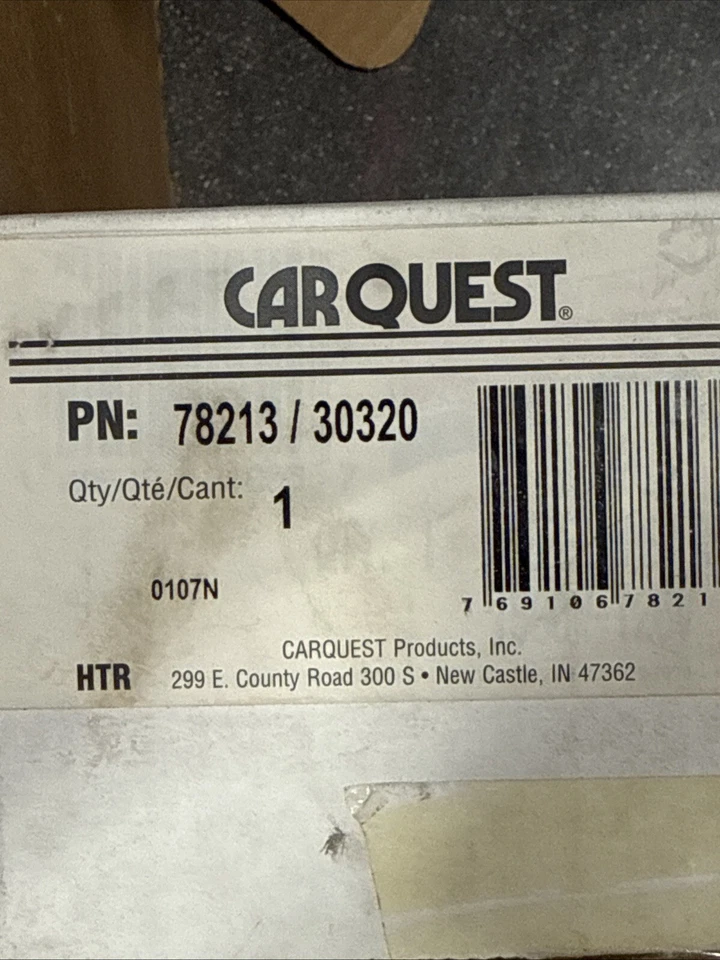 CARQUEST®
PN: 78213 / 30320
Qty/Qté/Cant: 1
7 69106 7821
0107N
CARQUEST Products, Inc.
HTR 299 E. County Road 300 S • New Castle, IN 47362